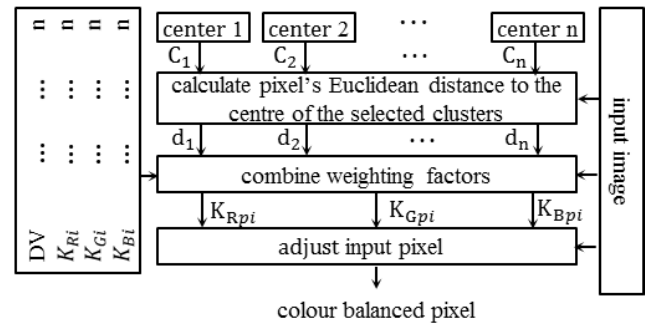 center 1 center 2 ... center n
C1 C2 ... Cn
calculate pixel's Euclidean distance to the
centre of the selected clusters
d1 d2 ... dn
combine weighting factors
KRpi KGpi KBpi
adjust input pixel
colour balanced pixel
DV ... ... n
KRi ... ... n
KGi ... ... n
KBi ... ... n
input image